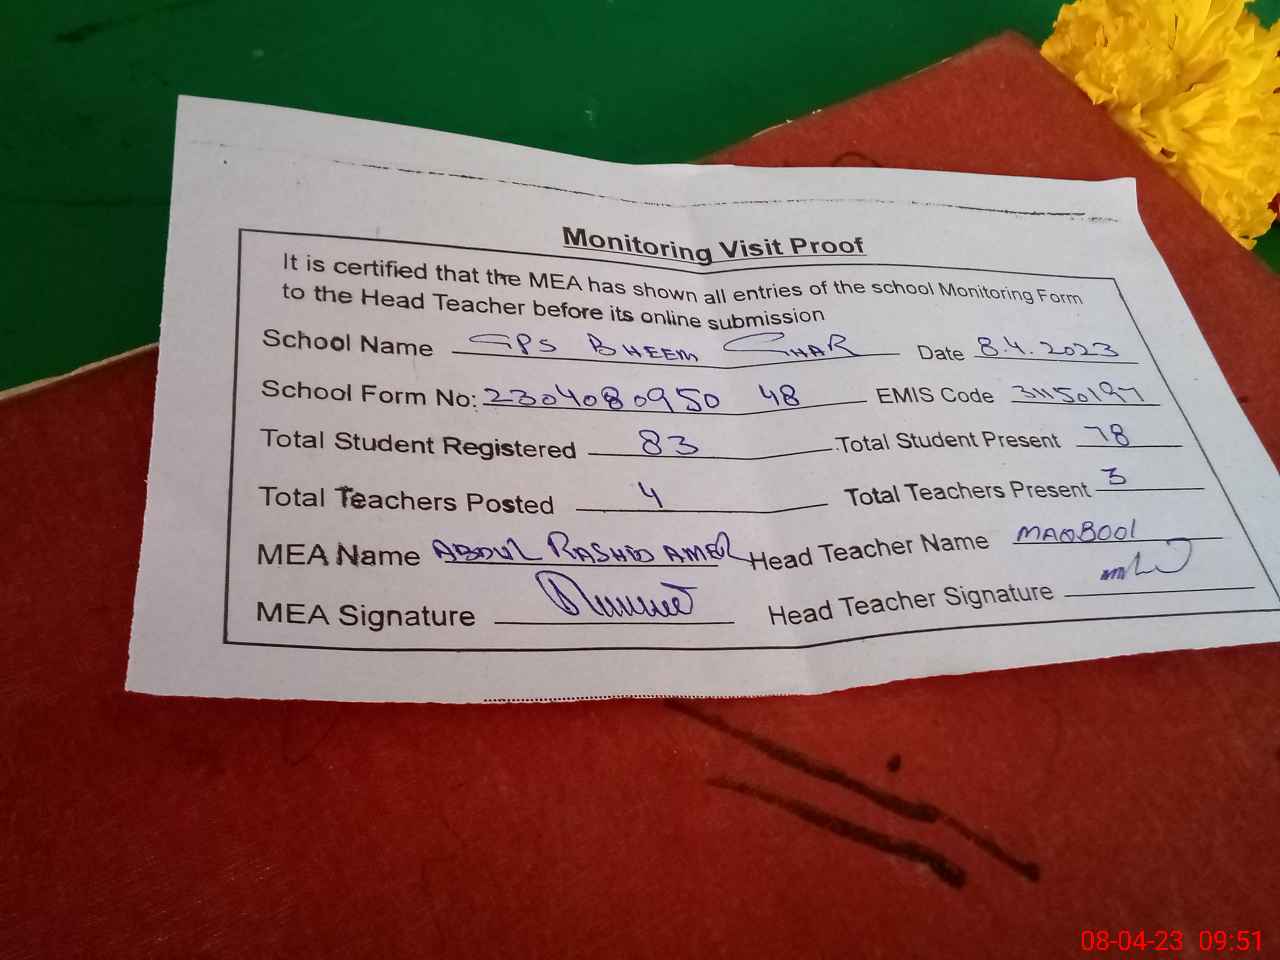 Monitoring Visit Proof
It is certified that the MEA has shown all entries of the school Monitoring Form
to the Head Teacher before its online submission
School Name GPS BHEEM GHAR Date 8.4.2023
School Form No: 2304080950 48 EMIS Code 31150197
Total Student Registered 83 Total Student Present 78
Total Teachers Posted 4 Total Teachers Present 3
MEA Name ABDUL RASHID AMER Head Teacher Name MAQBOOl
MEA Signature Head Teacher Signature
08-04-23 09:51